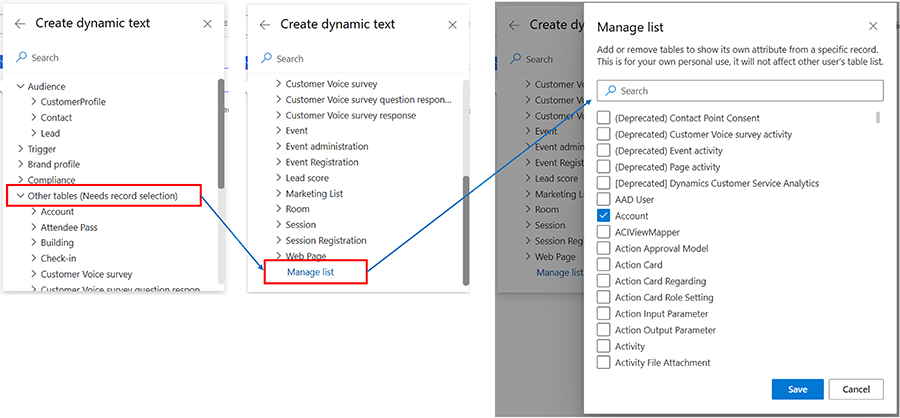 Create dynamic text
Search
Audience
CustomerProfile
Contact
Lead
Trigger
Brand profile
Compliance
Other tables (Needs record selection)
Account
Attendee Pass
Building
Check-in
Customer Voice survey
Customer Voice survey question respon...
Create dynamic text
Search
Customer Voice survey
Customer Voice survey question respon...
Customer Voice survey response
Event
Event administration
Event Registration
Lead score
Marketing List
Room
Session
Session Registration
Web Page
Manage list
Create dyna
Search
Customer Vo
Customer Vo
Customer Vo
Event
Event admini
Event Registr
Lead score
Marketing Lis
Room
Session
Session Regis
Web Page
Manage list
Manage list
Add or remove tables to show its own attribute from a specific record.
This is for your own personal use, it will not affect other user's table list.
Search
(Deprecated) Contact Point Consent
(Deprecated) Customer Voice survey activity
(Deprecated) Event activity
(Deprecated) Page activity
[Deprecated] Dynamics Customer Service Analytics
AAD User
Account
ACIViewMapper
Action Approval Model
Action Card
Action Card Regarding
Action Card Role Setting
Action Input Parameter
Action Output Parameter
Activity
Activity File Attachment
Save
Cancel